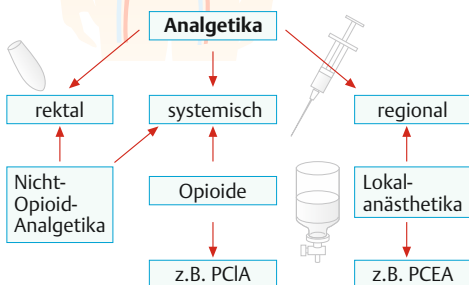 Analgetika
rektal
systemisch
regional
Nicht-
Opioid-
Analgetika
Opioide
Lokal-
anästhetika
z.B. PCIA
z.B. PCEA